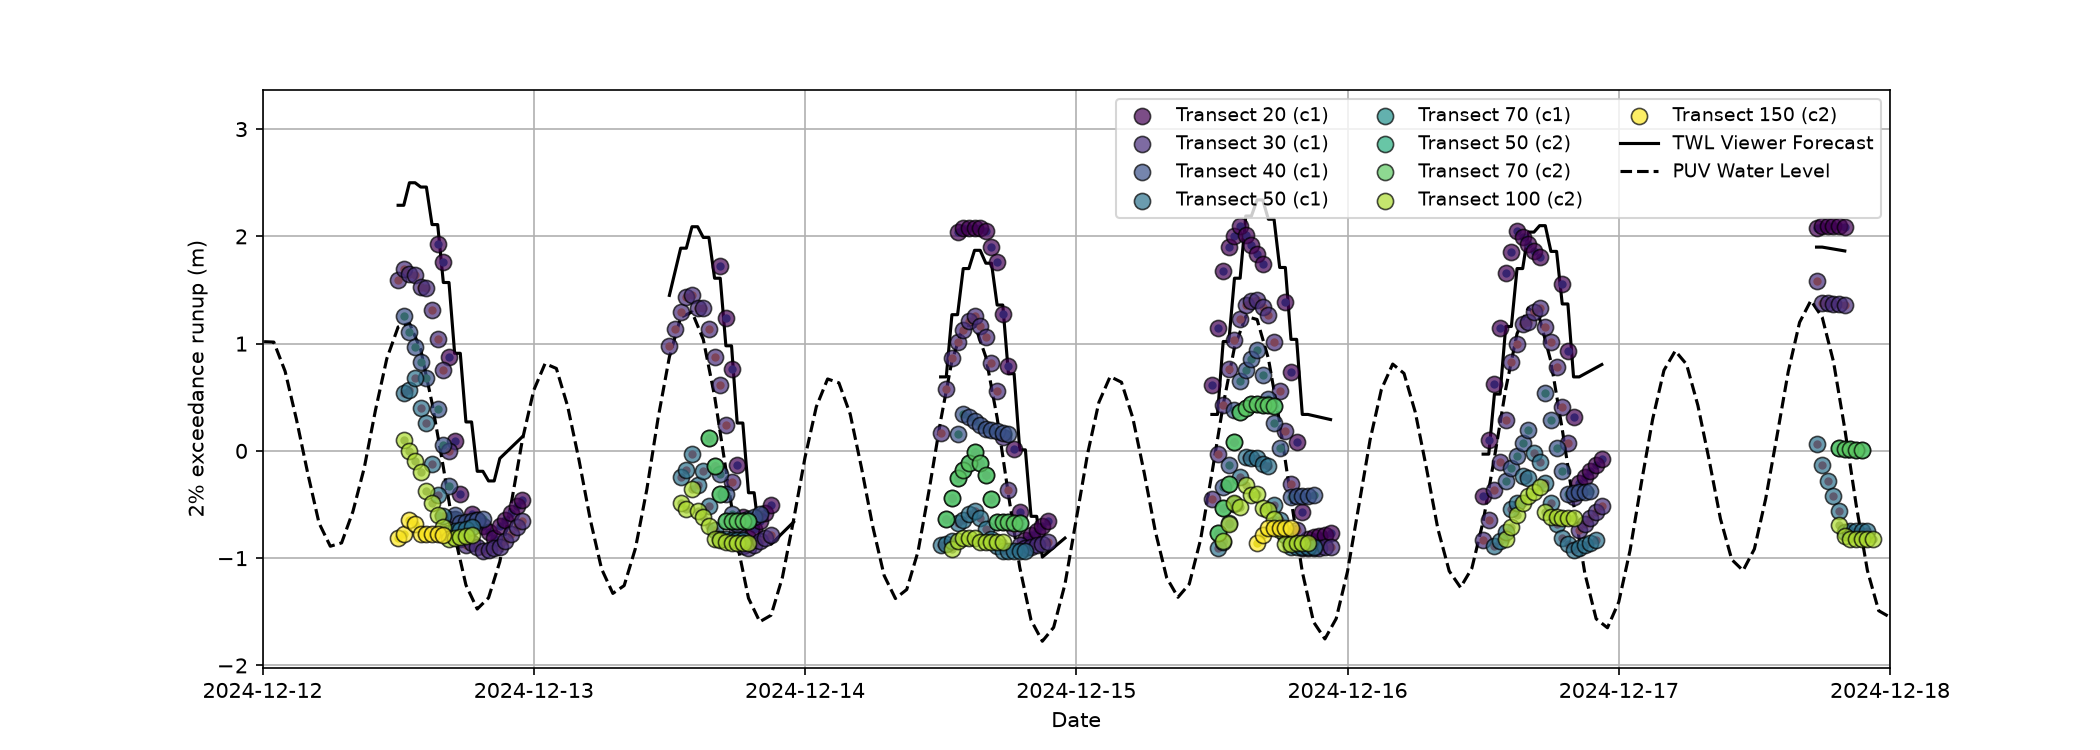 Transect 20 (c1)
Transect 30 (c1)
Transect 40 (c1)
Transect 50 (c1)
Transect 70 (c1)
Transect 50 (c2)
Transect 70 (c2)
Transect 100 (c2)
Transect 150 (c2)
TWL Viewer Forecast
PUV Water Level
2% exceedance runup (m)
3
2
1
0
−1
−2
2024-12-12
2024-12-13
2024-12-14
2024-12-15
2024-12-16
2024-12-17
2024-12-18
Date